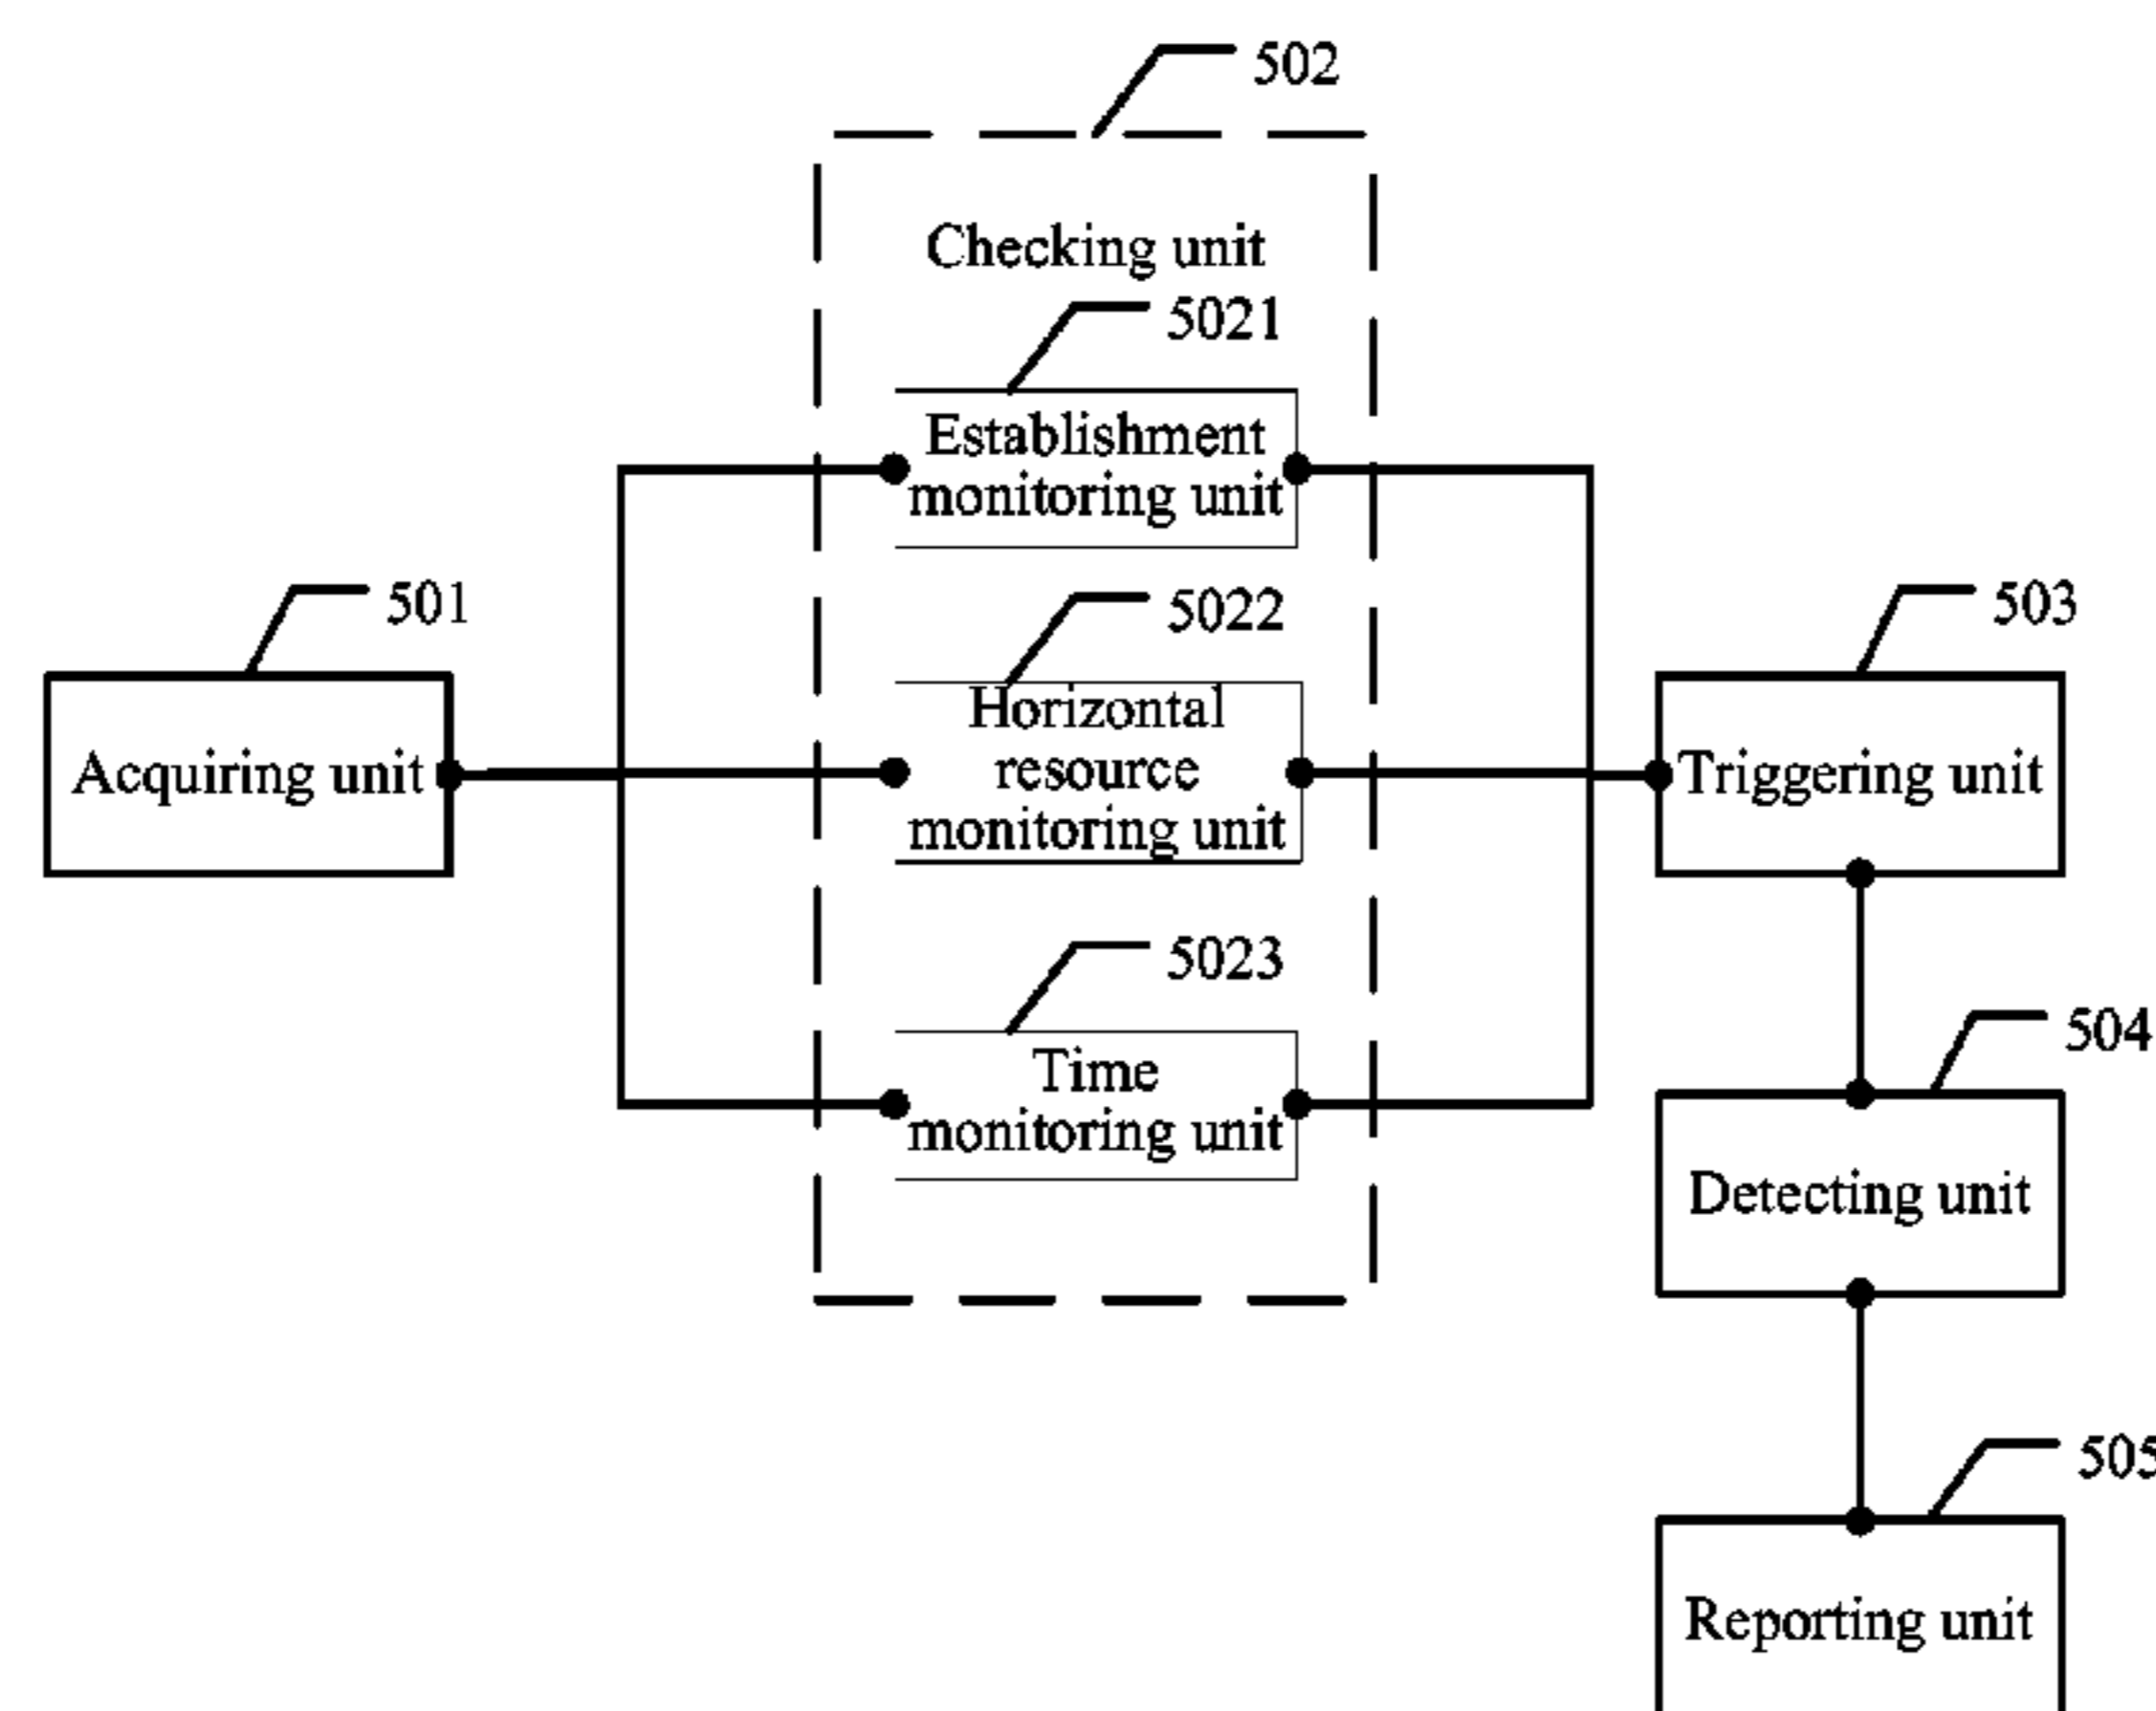 502
Checking unit
5021
Establishment
monitoring unit
501
5022
503
Horizontal
resource
monitoring unit
Acquiring unit
Triggering unit
5023
504
Time
monitoring unit
Detecting unit
505
Reporting unit